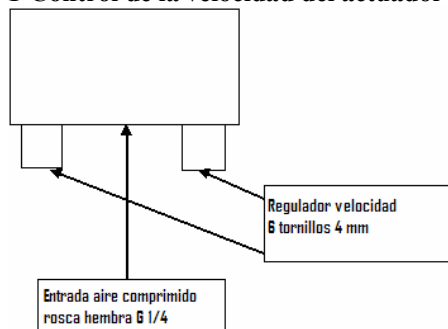 Control de la velocidad del actuador
Regulador velocidad
6 tornillos 4 mm
Entrada aire comprimido
rosca hembra G 1/4